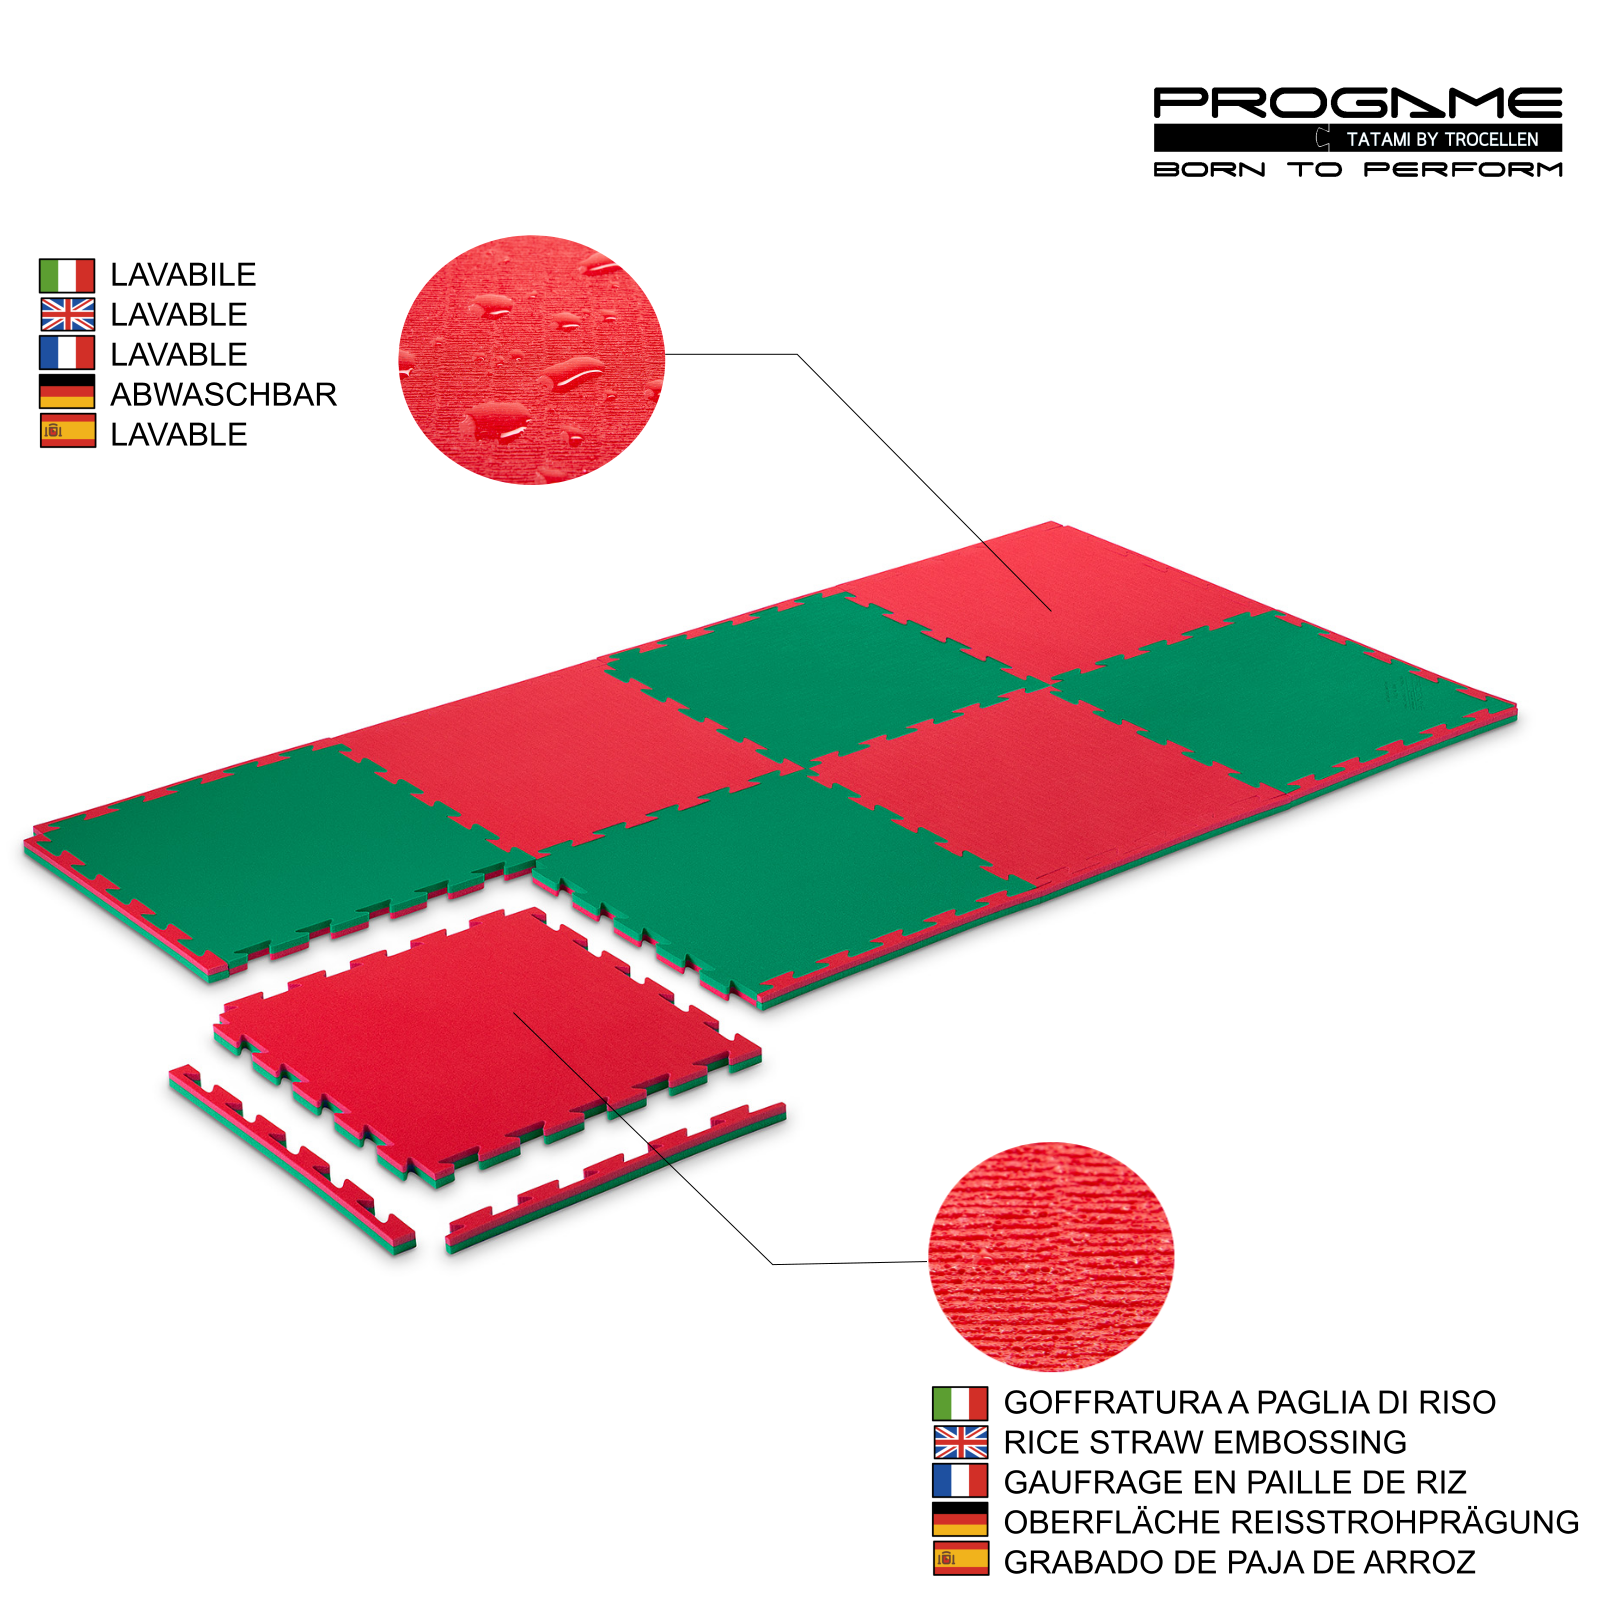 PROGAME
TATAMI BY TROCELLEN
BORN TO PERFORM
LAVABILE
LAVABLE
LAVABLE
ABWASCHBAR
LAVABLE
GOFFRATURA A PAGLIA DI RISO
RICE STRAW EMBOSSING
GAUFRAGE EN PAILLE DE RIZ
OBERFLÄCHE REISSTROHPRÄGUNG
GRABADO DE PAJA DE ARROZ